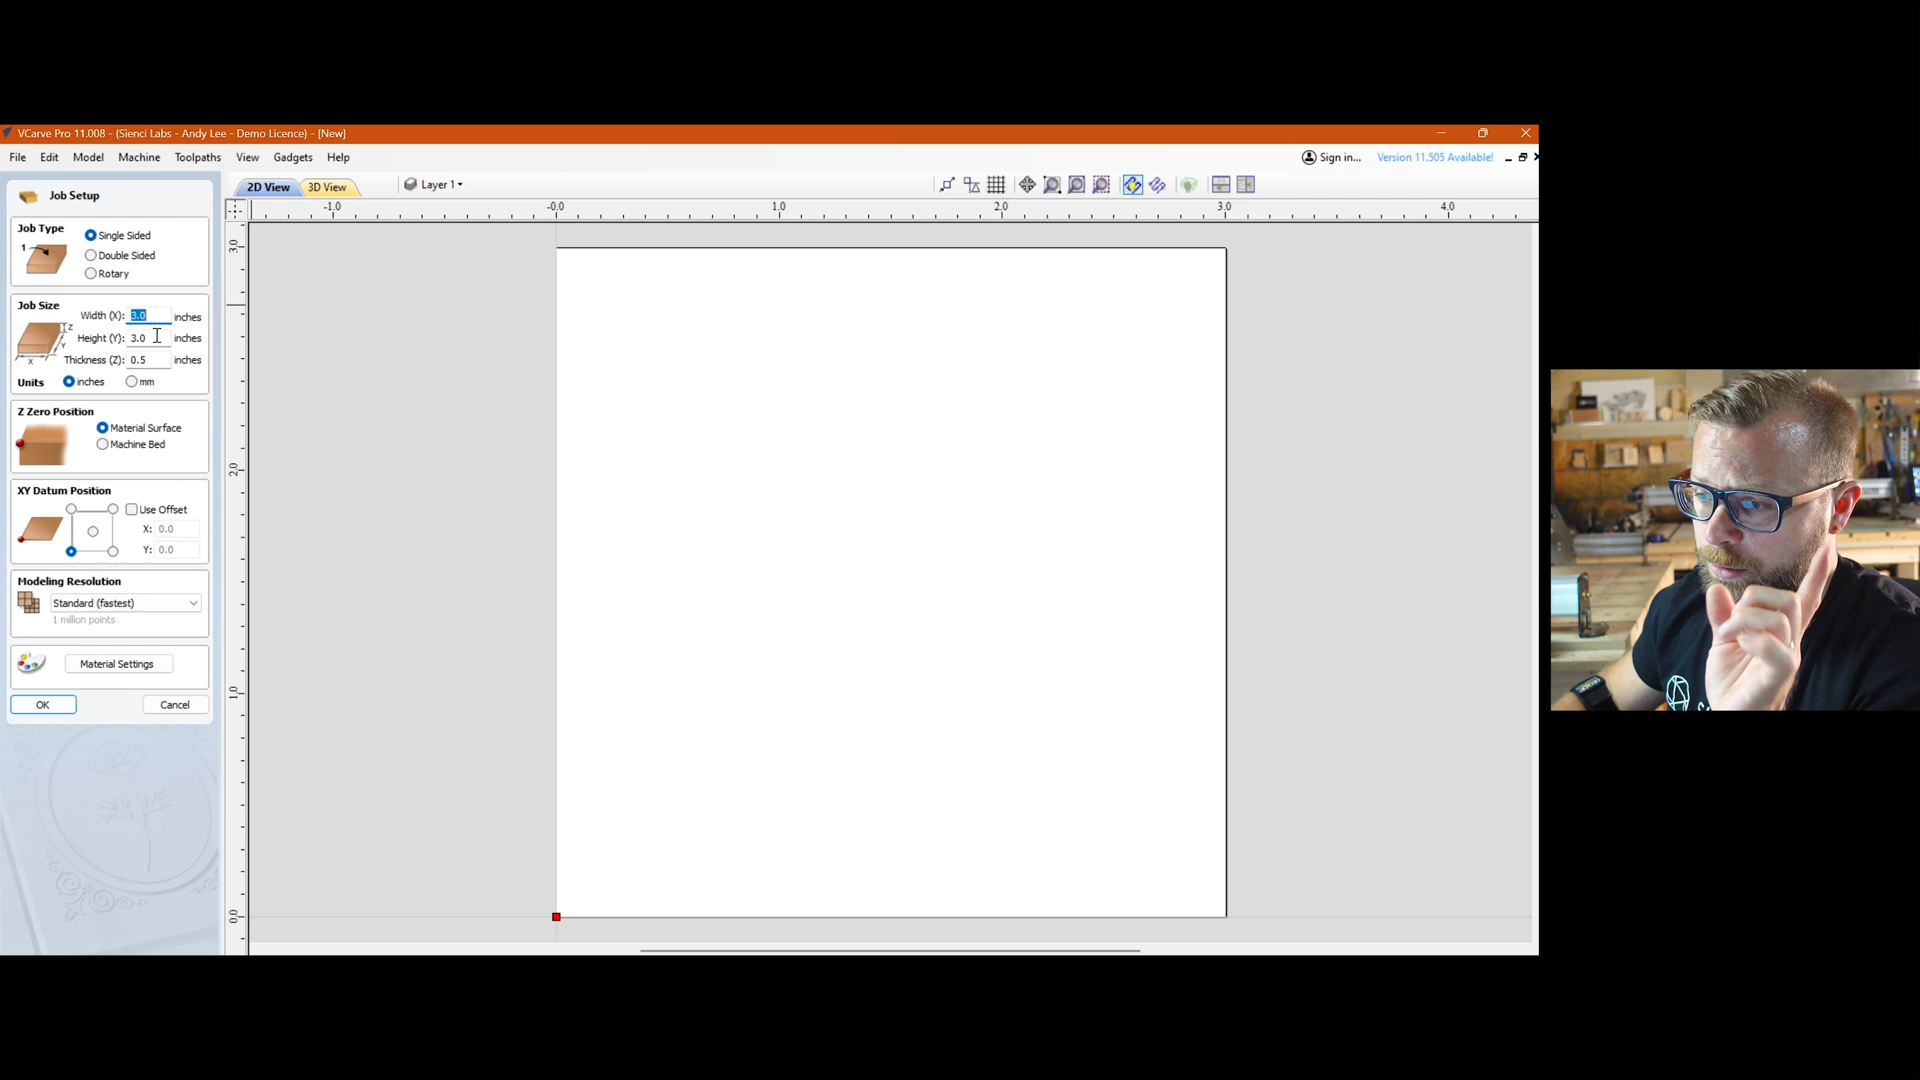 VCarve Pro 11.008 - {Sienci Labs - Andy Lee - Demo Licence} - [New]
File Edit Model Machine Toolpaths View Gadgets Help
Sign in... Version 11.505 Available!
Job Setup
2D View 3D View Layer 1
-1.0 -0.0 1.0 2.0 3.0 4.0
3.0
2.0
1.0
0.0
Job Type
1
Single Sided
Double Sided
Rotary
Job Size
Width (X): 3.0 inches
Height (Y): 3.0 inches
Thickness (Z): 0.5 inches
Z
Y
X
Units inches mm
Z Zero Position
Material Surface
Machine Bed
XY Datum Position
Use Offset
X: 0.0
Y: 0.0
Modeling Resolution
Standard (fastest)
1 million points
Material Settings
OK Cancel